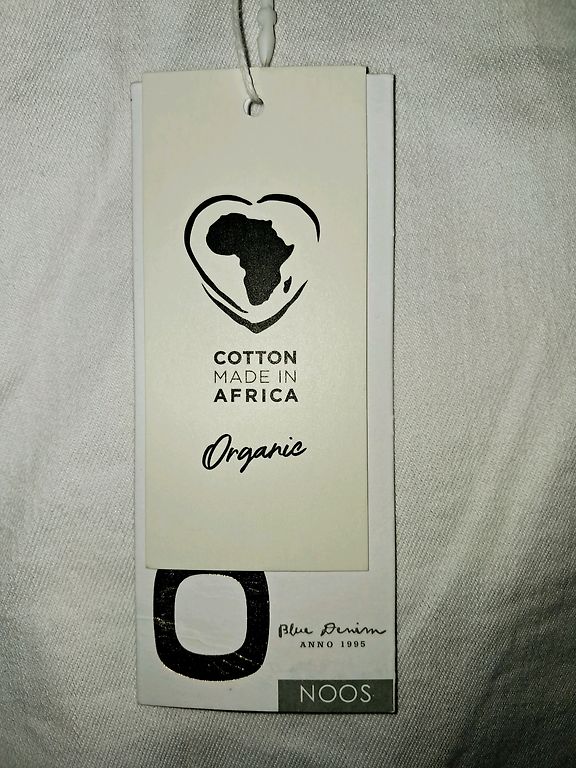 COTTON
MADE IN
AFRICA
Organic
Blue Denim
ANNO 1995
NOOS